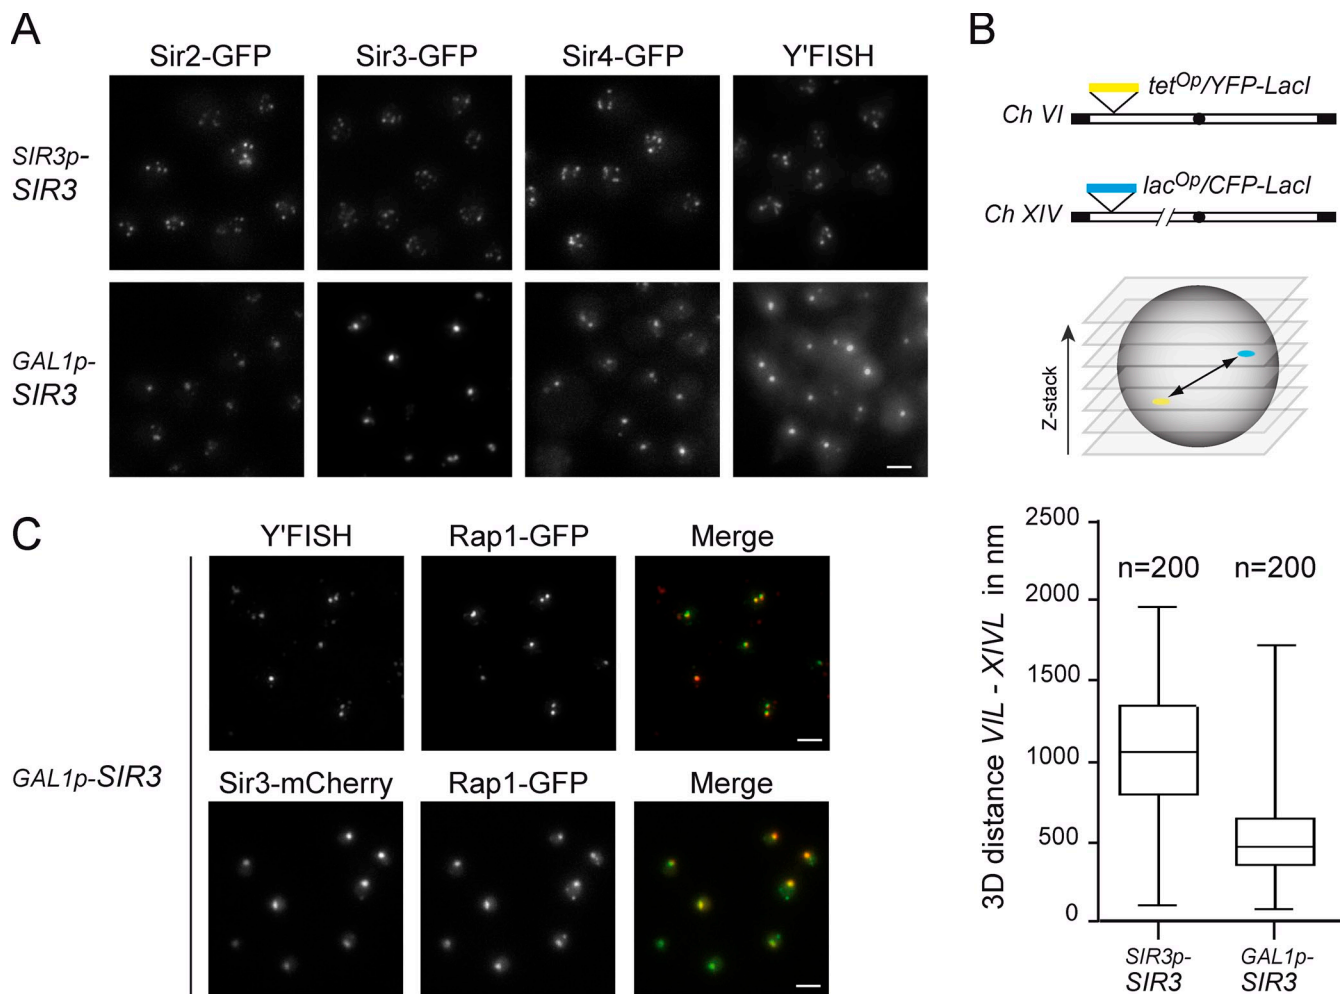 A
Sir2-GFP Sir3-GFP Sir4-GFP Y'FISH
SIR3p-
SIR3
GAL1p-
SIR3
B
tetOp/YFP-LacI
Ch VI
lacOp/CFP-LacI
Ch XIV
Z-stack
C
Y'FISH Rap1-GFP Merge
GAL1p-SIR3
Sir3-mCherry Rap1-GFP Merge
3D distance VIL - XIVL in nm
2500
n=200 n=200
2000
1500
1000
500
0
SIR3p-
SIR3
GAL1p-
SIR3